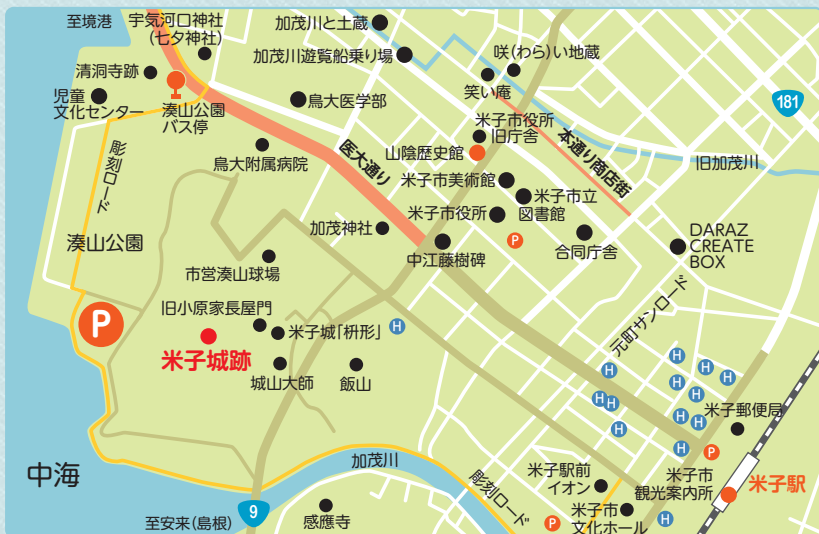 至境港
宇気河口神社
(七夕神社)
加茂川と土蔵
加茂川遊覧船乗り場
咲(わら)い地蔵
清洞寺跡
笑い庵
児童
文化センター
湊山公園
バス停
鳥大医学部
181
米子市役所
旧庁舎
本通り商店街
山陰歴史館
医大通り
彫刻ロード
鳥大附属病院
旧加茂川
米子市美術館
米子市立
図書館
米子市役所
加茂神社
湊山公園
P
合同庁舎
DARAZ
CREATE
BOX
中江藤樹碑
市営湊山球場
元町サンロード
旧小原家長屋門
P
米子城「枡形」
H
米子城跡
城山大師
飯山
H
H
H
H
H
H
H
H
H
H
H
米子郵便局
P
加茂川
中海
彫刻ロード
米子駅前
イオン
米子市
観光案内所
米子駅
9
至安来(島根)
感應寺
P
米子市
文化ホール
H